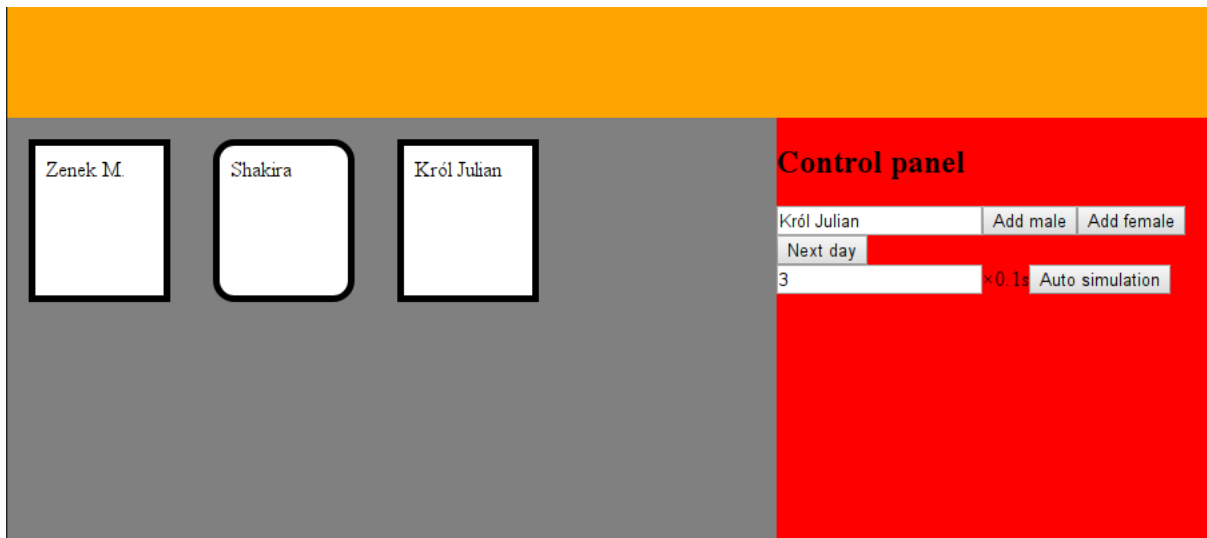 Zenek M.
Shakira
Król Julian
Control panel
Król Julian Add male Add female
Next day
3 ×0.1s Auto simulation